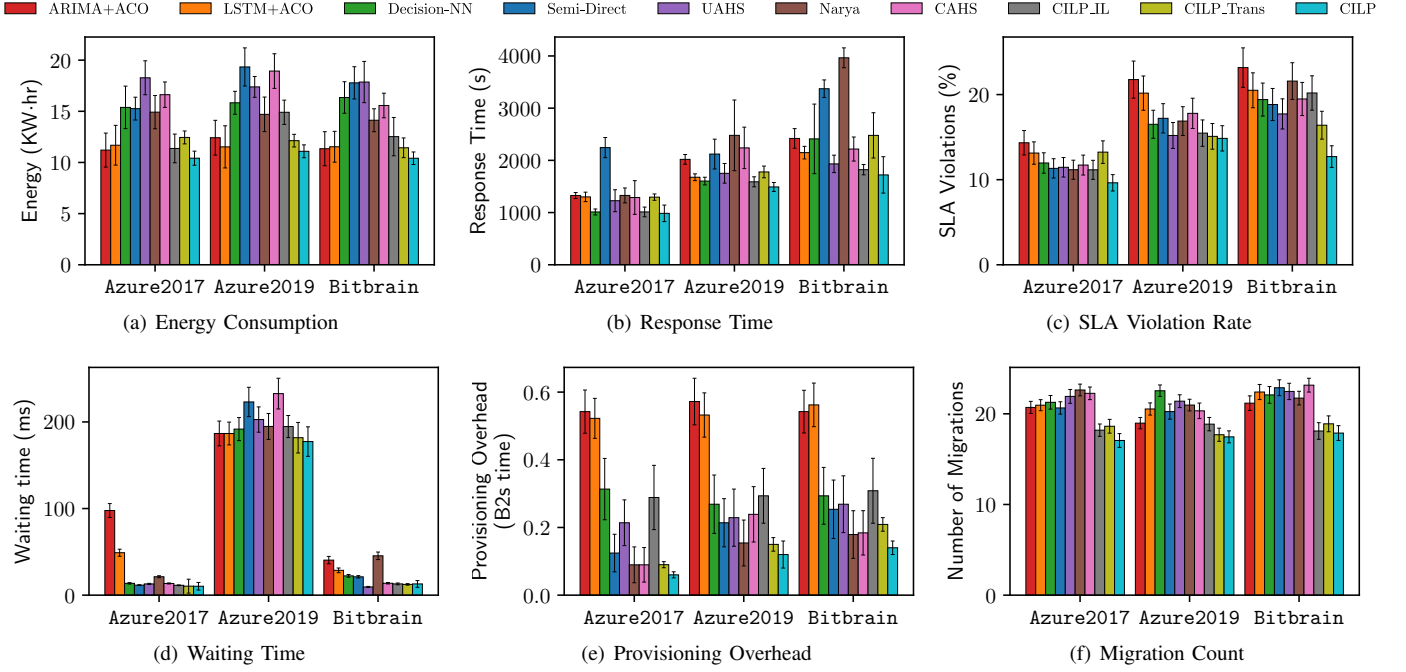 ARIMA+ACO LSTM+ACO Decision-NN Semi-Direct UAHS Narya CAHS CILP_IL CILP_Trans CILP
Energy (KW·hr)
20
15
10
5
0
Azure2017 Azure2019 Bitbrain
(a) Energy Consumption
Response Time (s)
4000
3000
2000
1000
0
Azure2017 Azure2019 Bitbrain
(b) Response Time
SLA Violations (%)
20
10
0
Azure2017 Azure2019 Bitbrain
(c) SLA Violation Rate
Waiting time (ms)
200
100
0
Azure2017 Azure2019 Bitbrain
(d) Waiting Time
Provisioning Overhead
(B2s time)
0.6
0.4
0.2
0.0
Azure2017 Azure2019 Bitbrain
(e) Provisioning Overhead
Number of Migrations
20
10
0
Azure2017 Azure2019 Bitbrain
(f) Migration Count